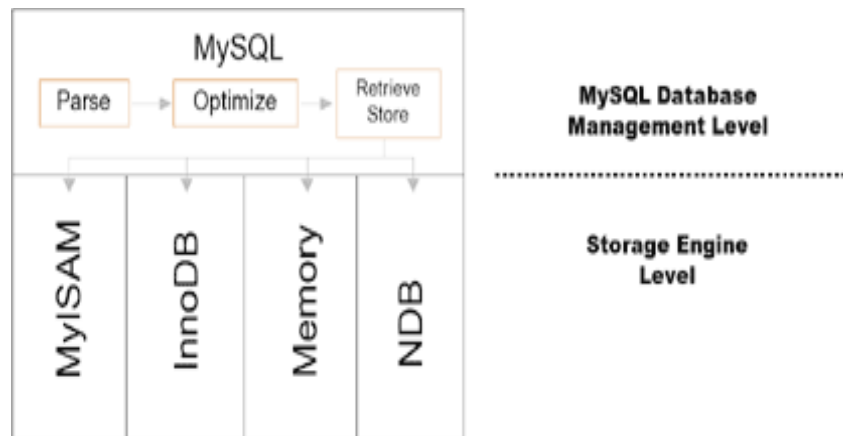 MySQL
Parse
Optimize
Retrieve
Store
MySQL Database
Management Level
MyISAM
InnoDB
Memory
NDB
Storage Engine
Level